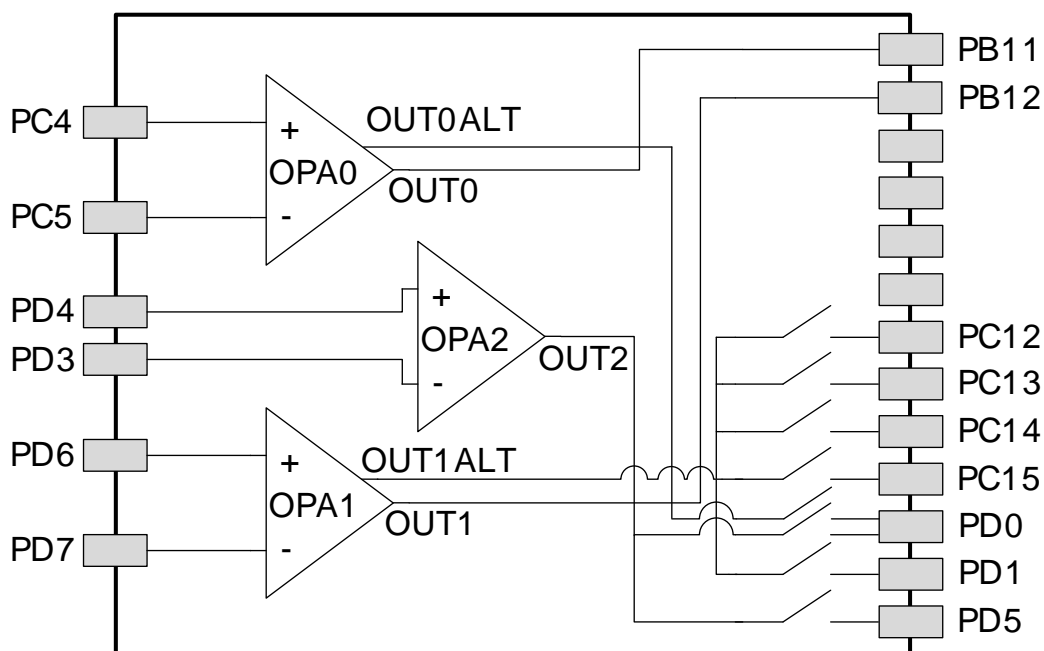 PB11
PB12
PC4
+
OUT0ALT
OPA0
OUT0
PC5
-
PD4
+
OPA2
PD3
OUT2
-
PC12
PC13
PC14
PD6
+
OUT1ALT
PC15
OPA1
OUT1
PD0
PD7
-
PD1
PD5